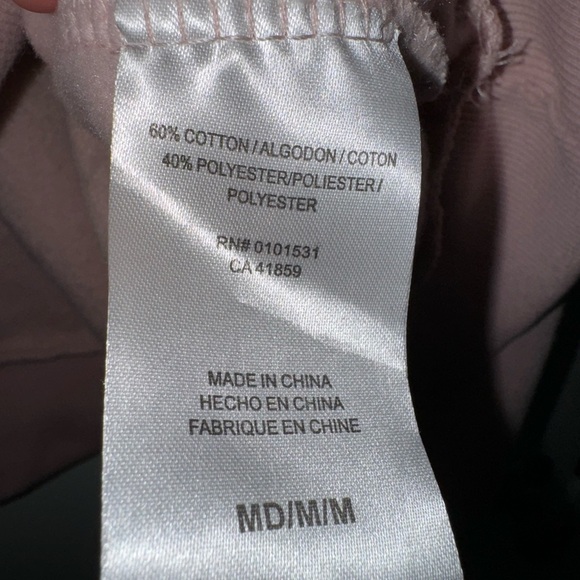 60% COTTON/ALGODON/COTON
40% POLYESTER/POLIESTER/
POLYESTER
RN# 0101531
CA 41859
MADE IN CHINA
HECHO EN CHINA
FABRIQUE EN CHINE
MD/M/M